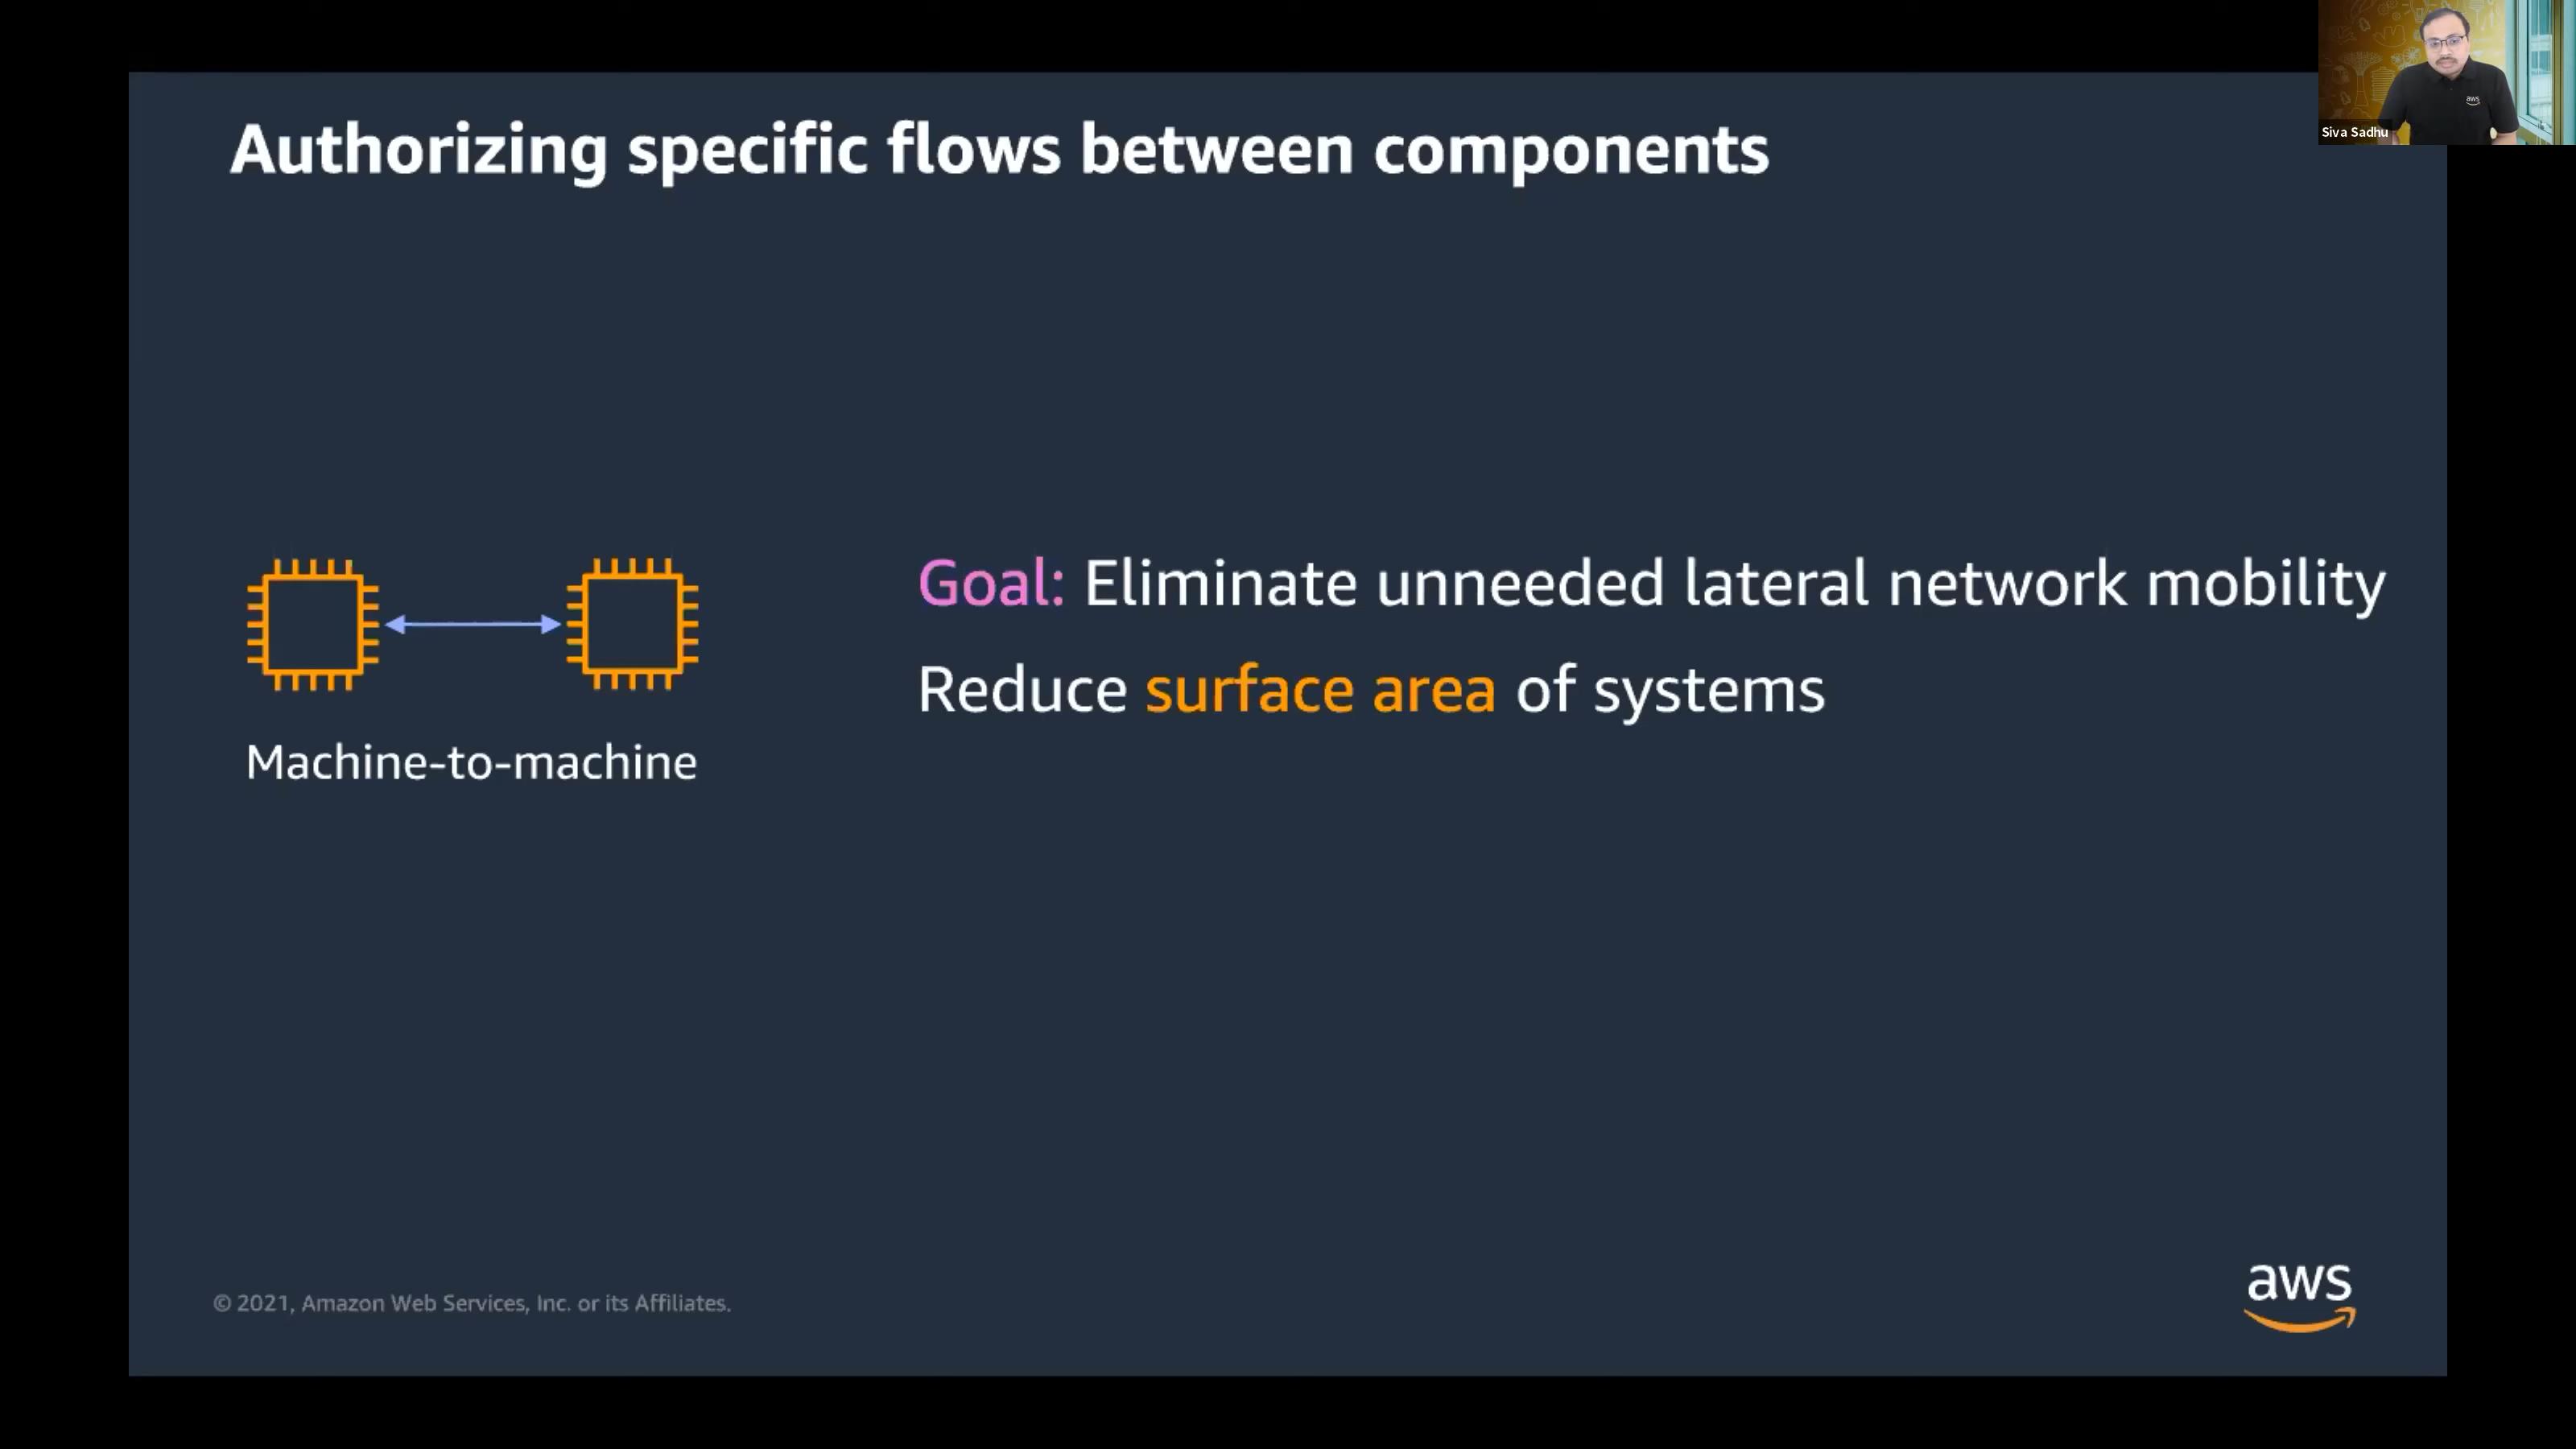 aws
Siva Sadhu
Authorizing specific flows between components
Goal: Eliminate unneeded lateral network mobility
Reduce surface area of systems
Machine-to-machine
© 2021, Amazon Web Services, Inc. or its Affiliates.
aws